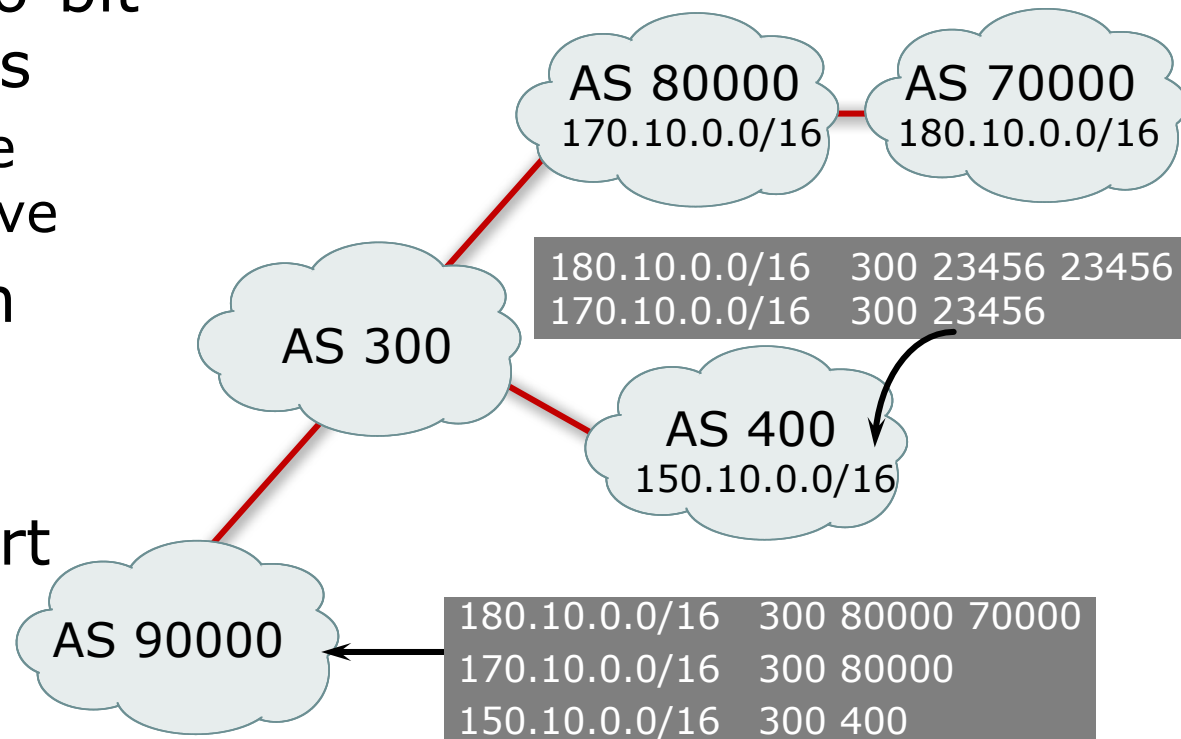 bit
s
e
ve
n
rt
AS 80000
170.10.0.0/16
AS 70000
180.10.0.0/16
180.10.0.0/16 300 23456 23456
170.10.0.0/16 300 23456
AS 300
AS 400
150.10.0.0/16
AS 90000
180.10.0.0/16 300 80000 70000
170.10.0.0/16 300 80000
150.10.0.0/16 300 400